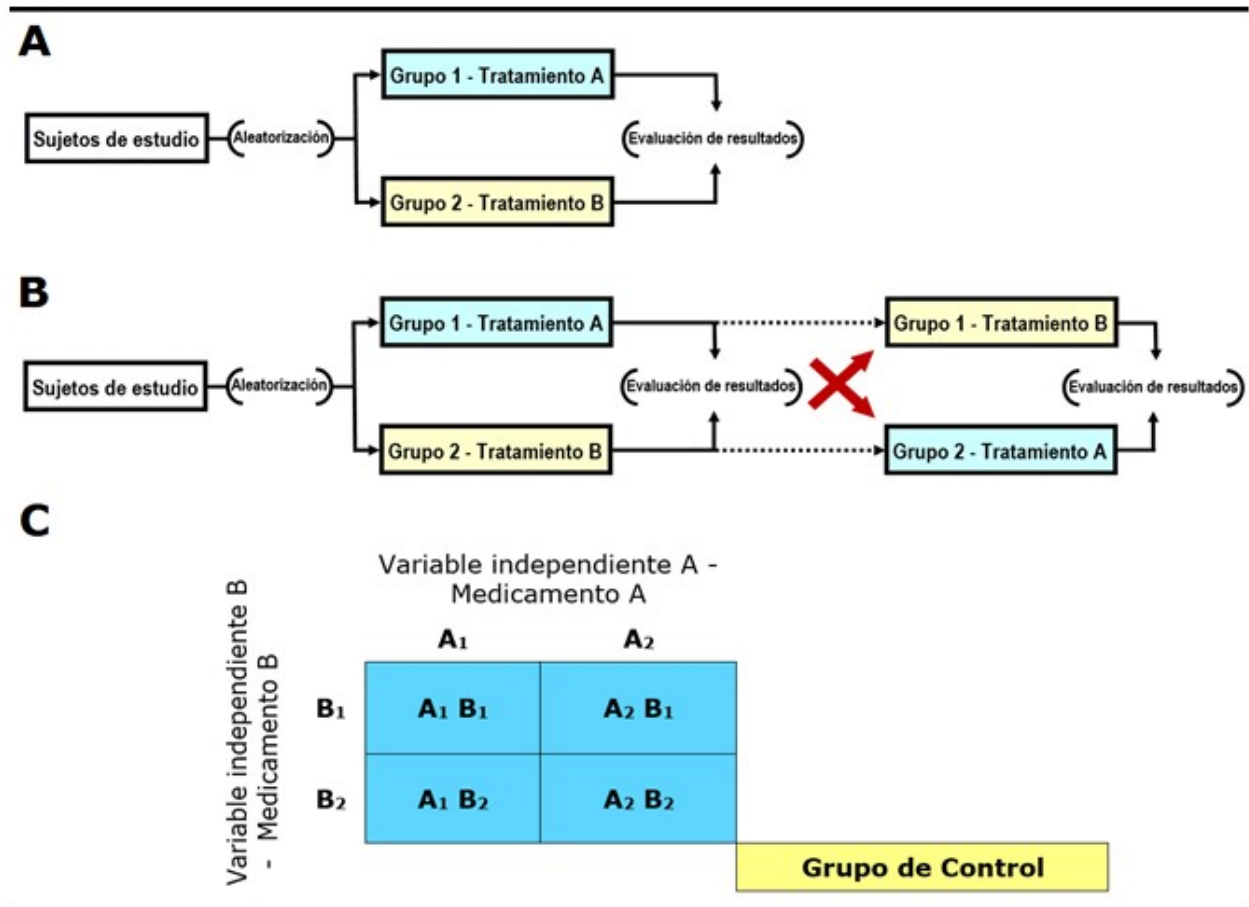 A
Grupo 1 - Tratamiento A
Sujetos de estudio
Aleatorización
Evaluación de resultados
Grupo 2 - Tratamiento B
B
Grupo 1 - Tratamiento A
Grupo 1 - Tratamiento B
Sujetos de estudio
Aleatorización
Evaluación de resultados
Evaluación de resultados
Grupo 2 - Tratamiento B
Grupo 2 - Tratamiento A
C
Variable independiente A -
Medicamento A
Variable independiente B
- Medicamento B
A₁ A₂
B₁ A₁ B₁ A₂ B₁
B₂ A₁ B₂ A₂ B₂
Grupo de Control